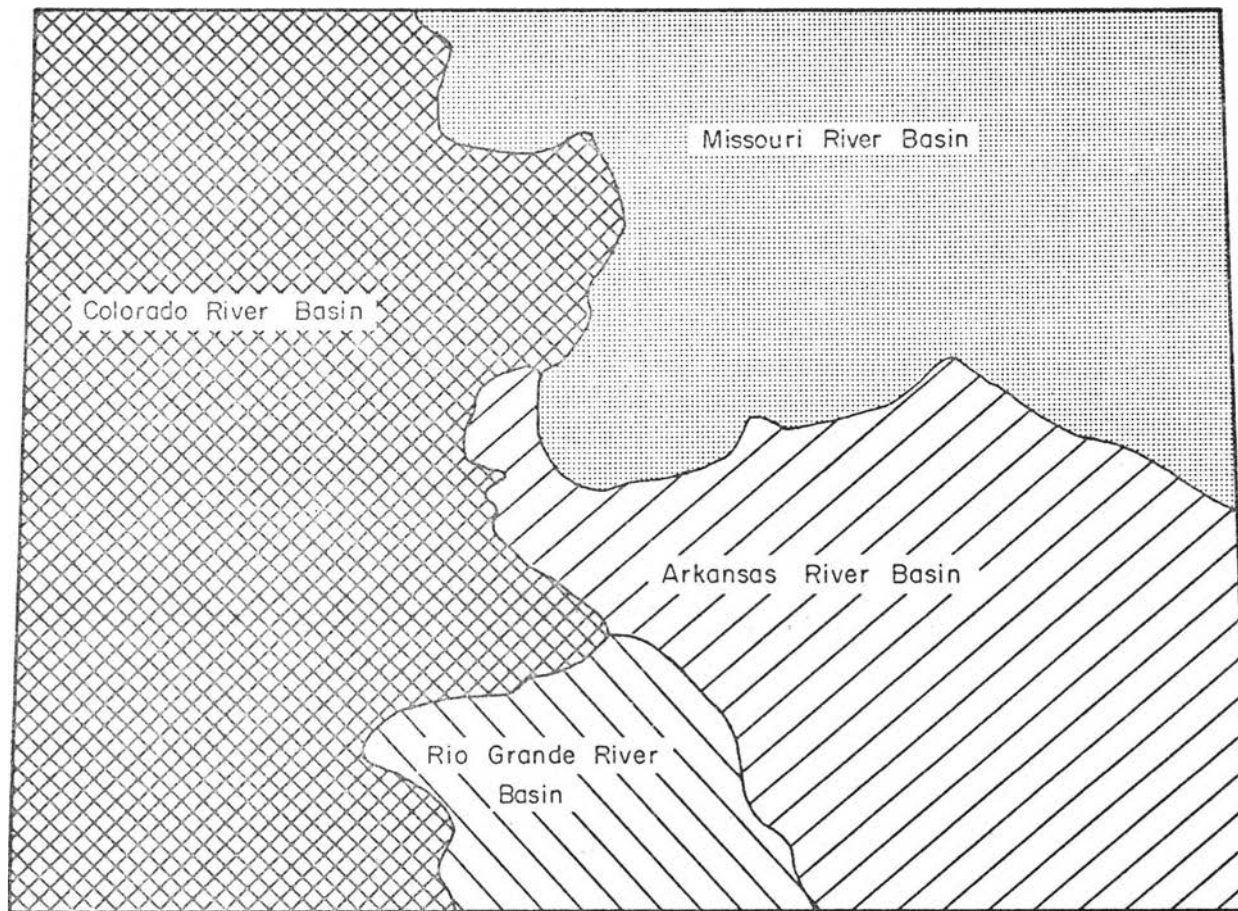 Missouri River Basin
Colorado River Basin
Arkansas River Basin
Rio Grande River
Basin